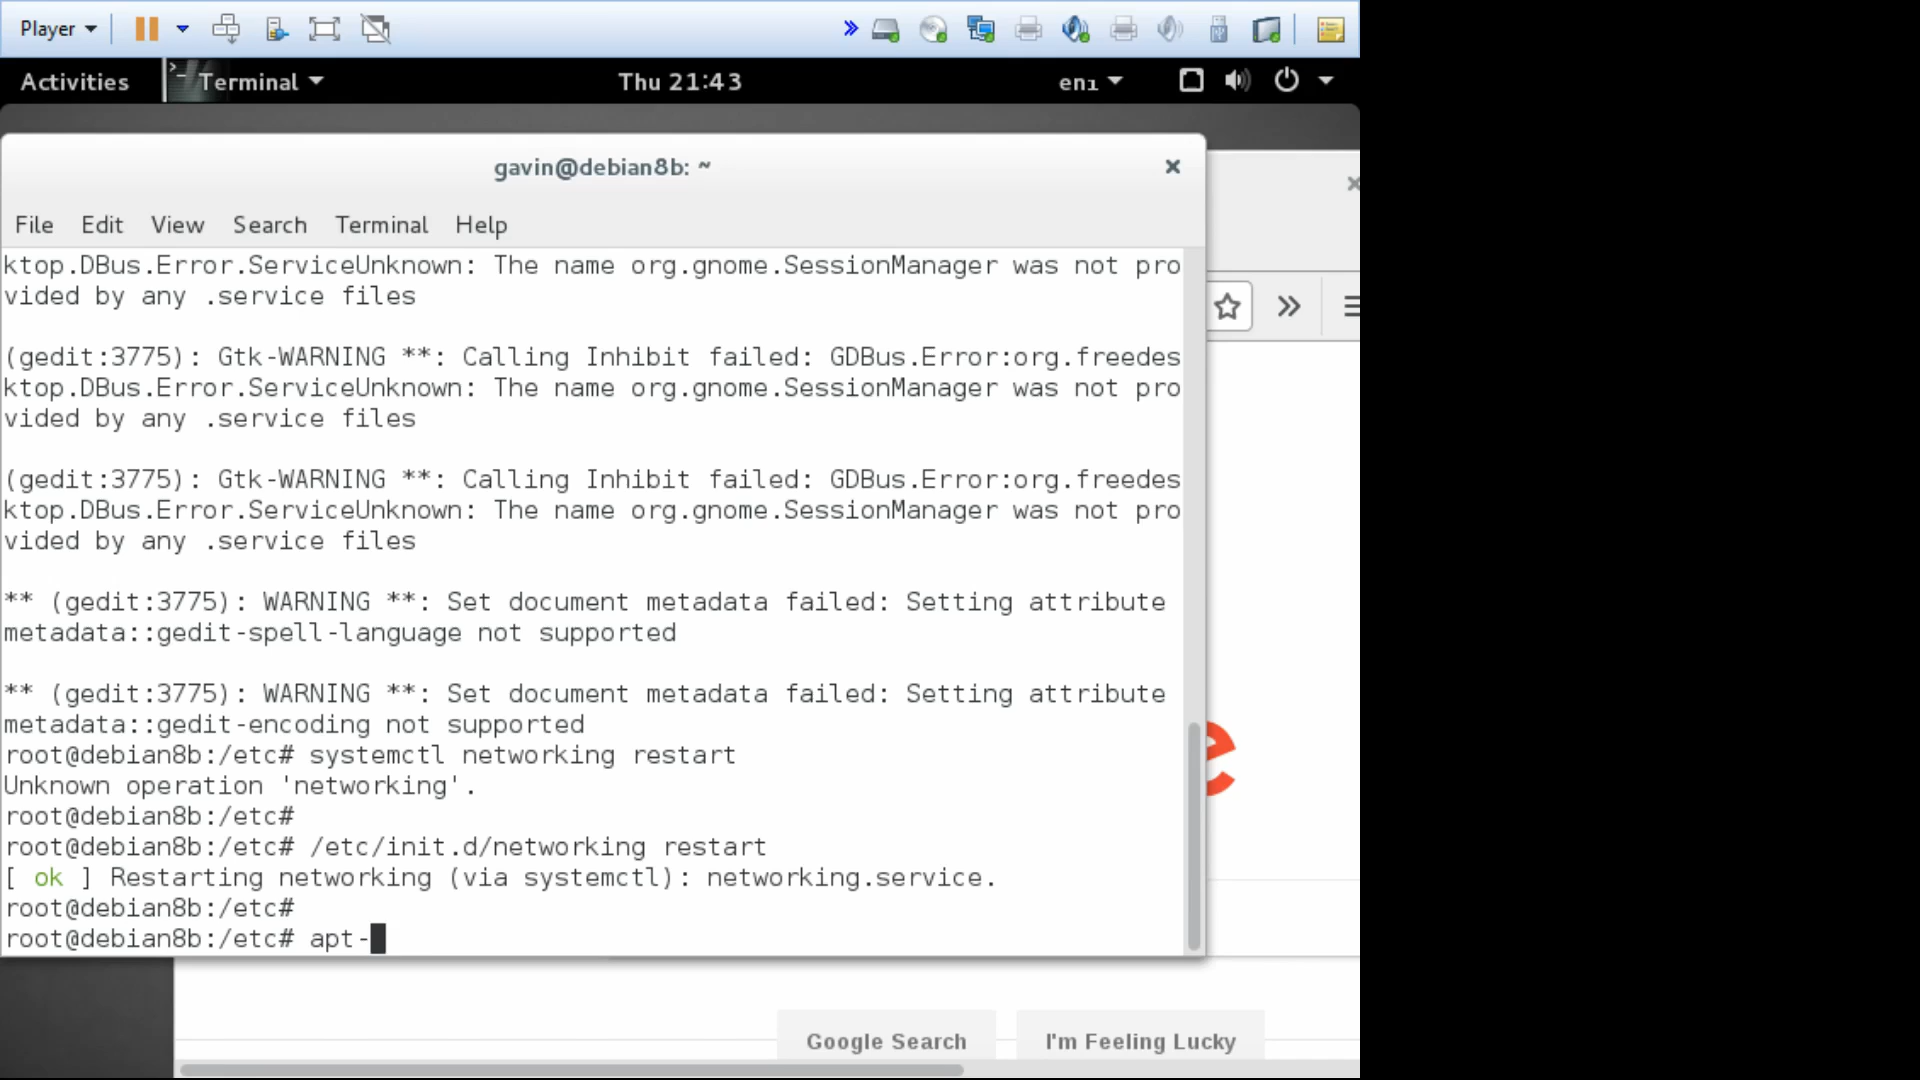 Player
Activities
Terminal
Thu 21:43
en1
gavin@debian8b: ~
File Edit View Search Terminal Help
ktop.DBus.Error.ServiceUnknown: The name org.gnome.SessionManager was not pro
vided by any .service files
(gedit:3775): Gtk-WARNING **: Calling Inhibit failed: GDBus.Error:org.freedes
ktop.DBus.Error.ServiceUnknown: The name org.gnome.SessionManager was not pro
vided by any .service files
(gedit:3775): Gtk-WARNING **: Calling Inhibit failed: GDBus.Error:org.freedes
ktop.DBus.Error.ServiceUnknown: The name org.gnome.SessionManager was not pro
vided by any .service files
** (gedit:3775): WARNING **: Set document metadata failed: Setting attribute
metadata::gedit-spell-language not supported
** (gedit:3775): WARNING **: Set document metadata failed: Setting attribute
metadata::gedit-encoding not supported
root@debian8b:/etc# systemctl networking restart
Unknown operation 'networking'.
root@debian8b:/etc#
root@debian8b:/etc# /etc/init.d/networking restart
[ ok ] Restarting networking (via systemctl): networking.service.
root@debian8b:/etc#
root@debian8b:/etc# apt-
e
Google Search
I'm Feeling Lucky